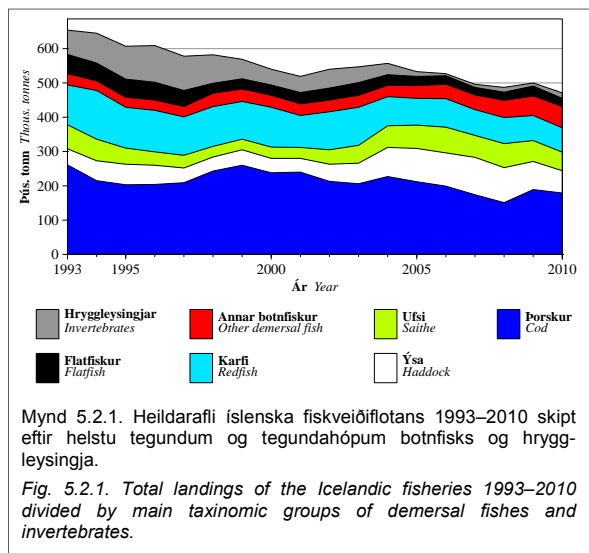 600
500
400
300
200
100
0
Þús. tonn Thous. tonnes
1993 1995 2000 2005 2010
Ár Year
Hryggleysingjar
Invertebrates
Annar botnfiskur
Other demersal fish
Ufsi
Saithe
Þorskur
Cod
Flatfiskur
Flatfish
Karfi
Redfish
Ýsa
Haddock
Mynd 5.2.1. Heildarafli íslenska fiskveiðiflotans 1993–2010 skipt
eftir helstu tegundum og tegundahópum botnfisks og hrygg-
leysingja.
Fig. 5.2.1. Total landings of the Icelandic fisheries 1993–2010
divided by main taxinomic groups of demersal fishes and
invertebrates.